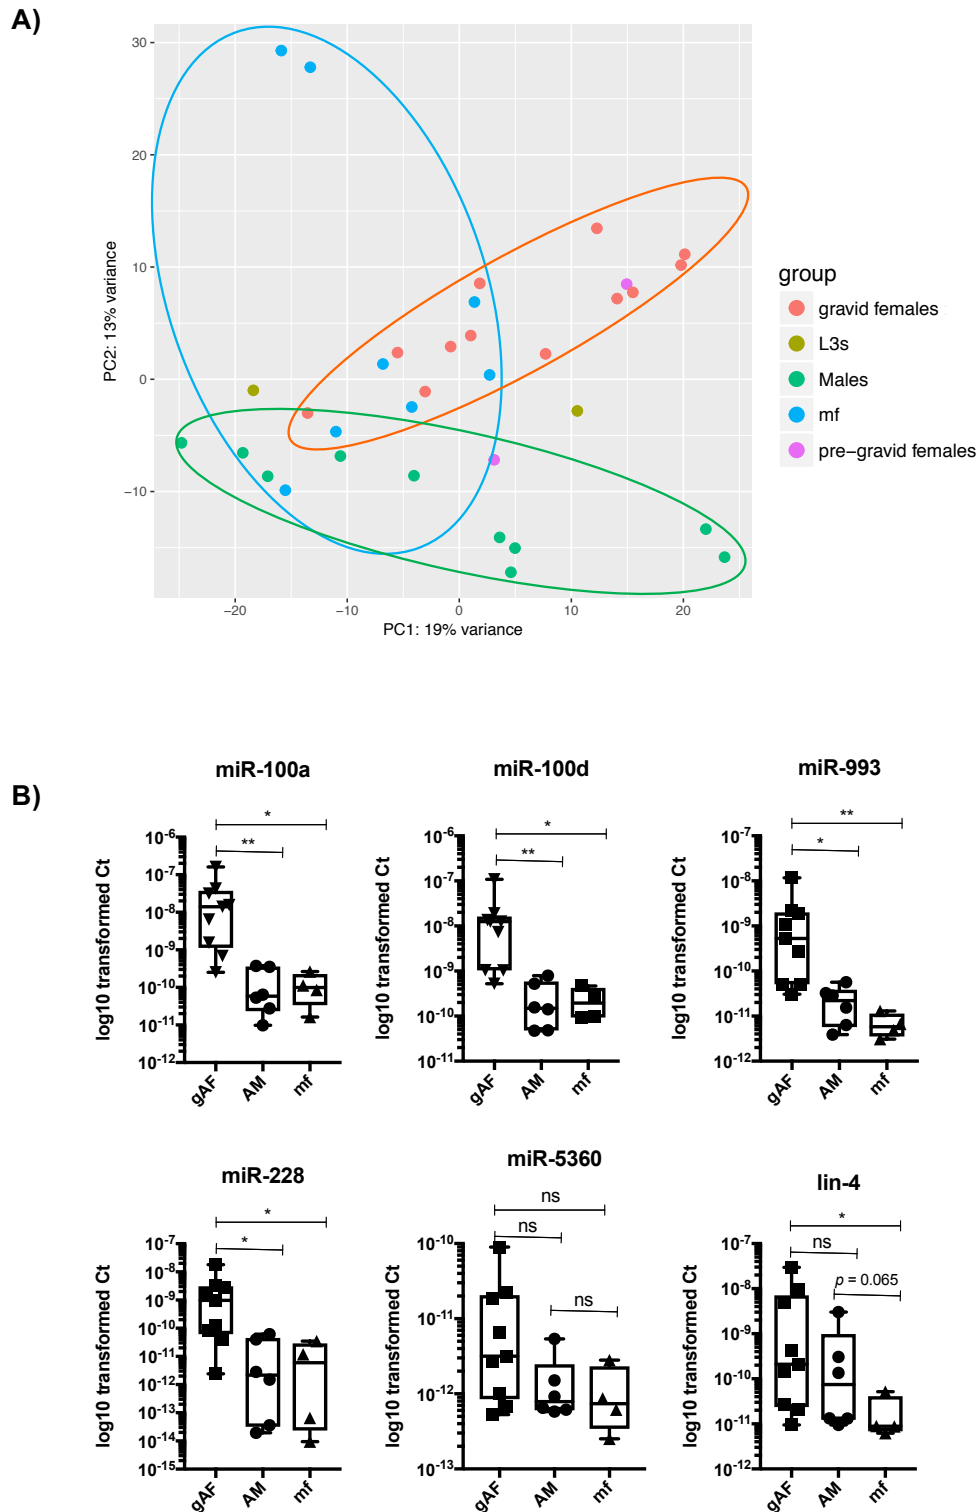 A)
30
20
10
0
−10
−20
−10
0
10
20
PC2: 13% variance
PC1: 19% variance
group
gravid females
L3s
Males
mf
pre−gravid females
B)
miR-100a
*
**
log10 transformed Ct
10-6
10-7
10-8
10-9
10-10
10-11
10-12
gAF
AM
mf
miR-100d
*
**
log10 transformed Ct
10-6
10-7
10-8
10-9
10-10
10-11
gAF
AM
mf
miR-993
**
*
log10 transformed Ct
10-7
10-8
10-9
10-10
10-11
10-12
gAF
AM
mf
miR-228
*
*
log10 transformed Ct
10-7
10-8
10-9
10-10
10-11
10-12
10-13
10-14
10-15
gAF
AM
mf
miR-5360
ns
ns
ns
log10 transformed Ct
10-10
10-11
10-12
10-13
gAF
AM
mf
lin-4
*
ns
p = 0.065
log10 transformed Ct
10-7
10-8
10-9
10-10
10-11
10-12
gAF
AM
mf